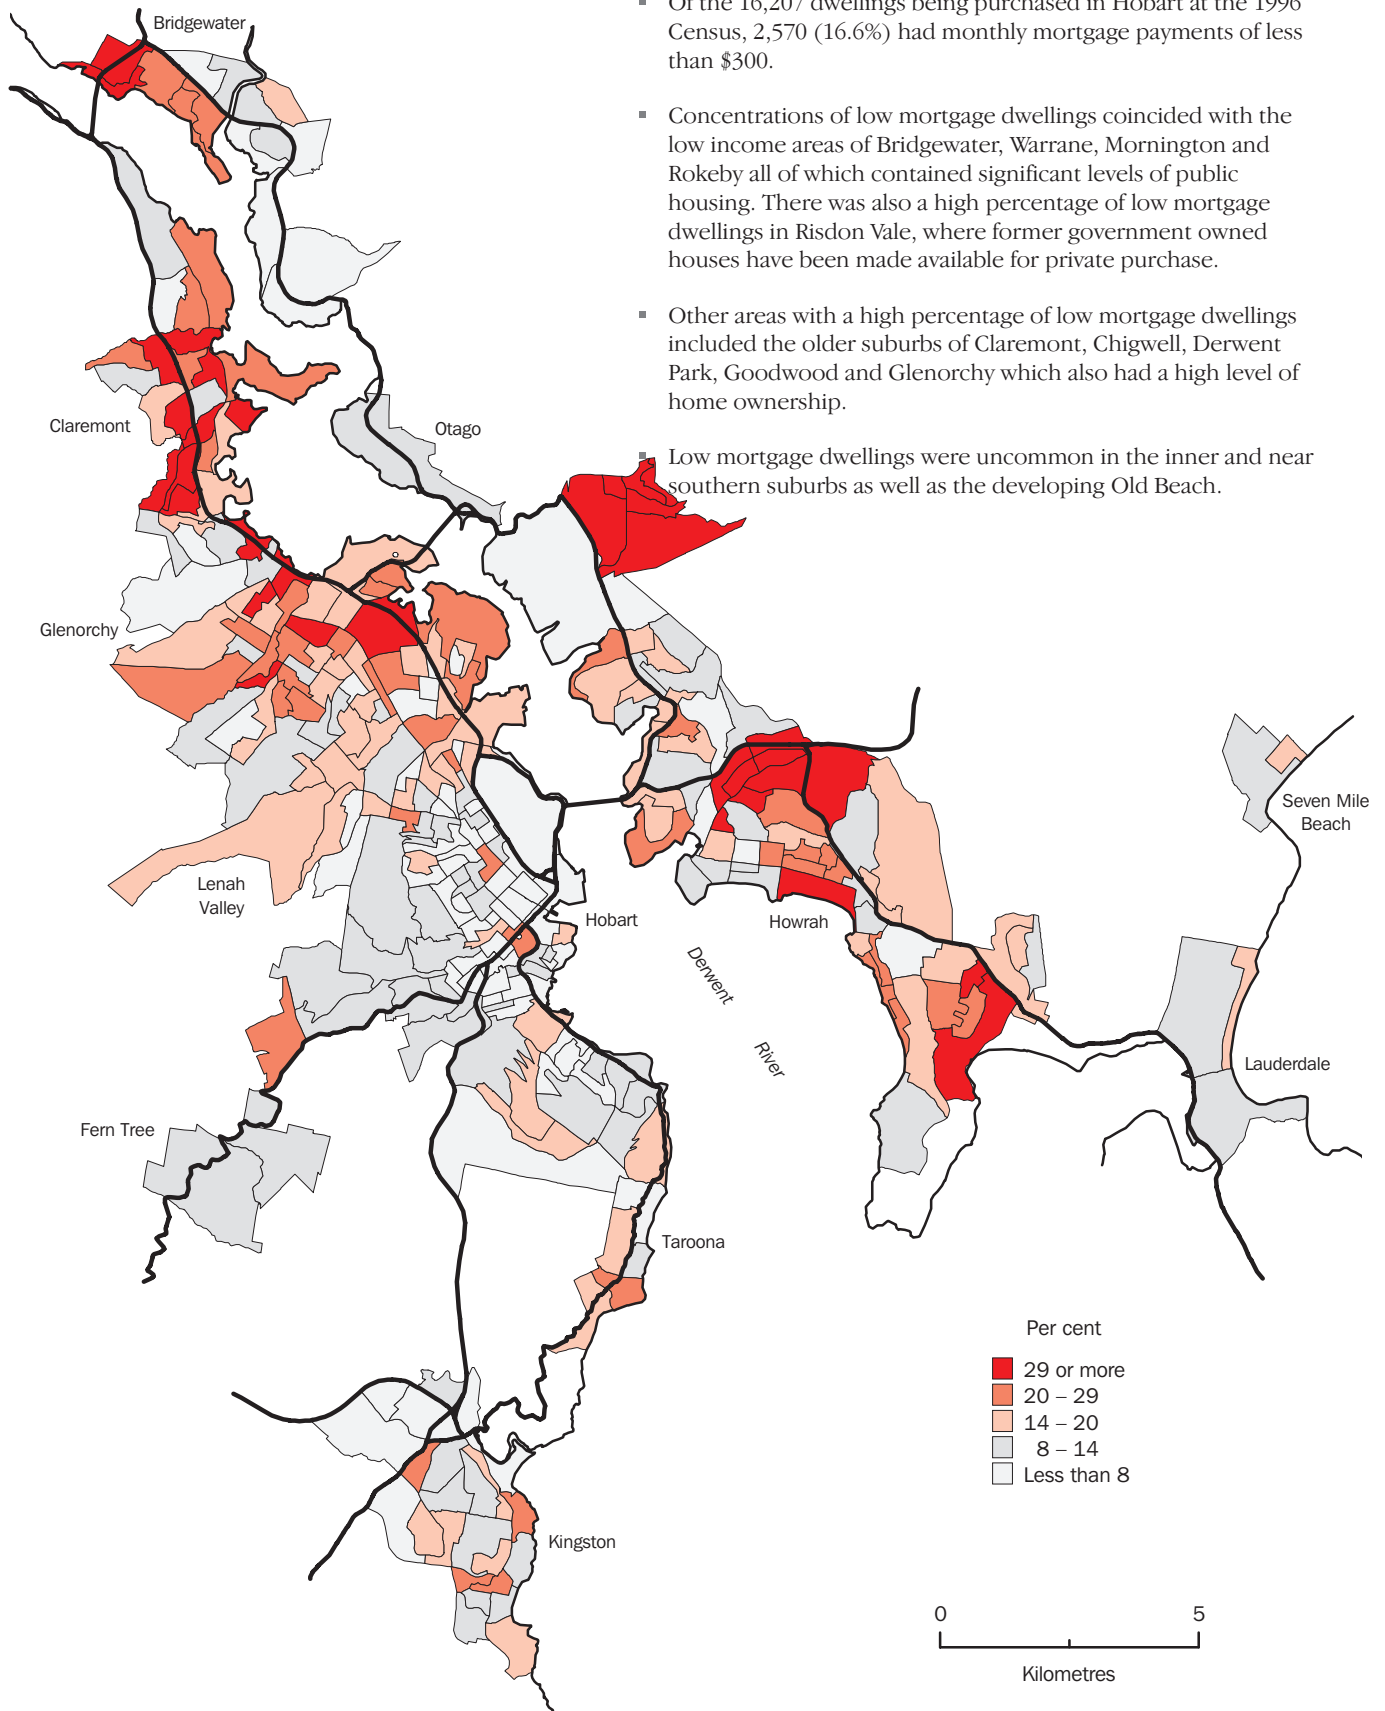 Of the 16,207 dwellings being purchased in Hobart at the 1996
Census, 2,570 (16.6%) had monthly mortgage payments of less
than $300.
Concentrations of low mortgage dwellings coincided with the
low income areas of Bridgewater, Warrane, Mornington and
Rokeby all of which contained significant levels of public
housing. There was also a high percentage of low mortgage
dwellings in Risdon Vale, where former government owned
houses have been made available for private purchase.
Other areas with a high percentage of low mortgage dwellings
included the older suburbs of Claremont, Chigwell, Derwent
Park, Goodwood and Glenorchy which also had a high level of
home ownership.
Low mortgage dwellings were uncommon in the inner and near
southern suburbs as well as the developing Old Beach.
Bridgewater
Claremont
Otago
Glenorchy
Seven Mile
Beach
Lenah
Valley
Hobart
Howrah
Derwent
River
Lauderdale
Fern Tree
Taroona
Kingston
Per cent
29 or more
20 – 29
14 – 20
8 – 14
Less than 8
0 5
Kilometres